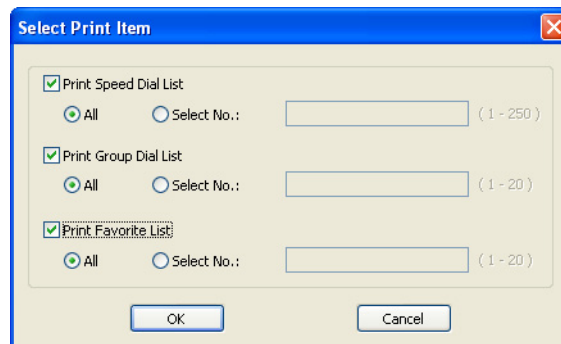 Select Print Item
Print Speed Dial List
All Select No.: ( 1 - 250 )
Print Group Dial List
All Select No.: ( 1 - 20 )
Print Favorite List
All Select No.: ( 1 - 20 )
OK Cancel